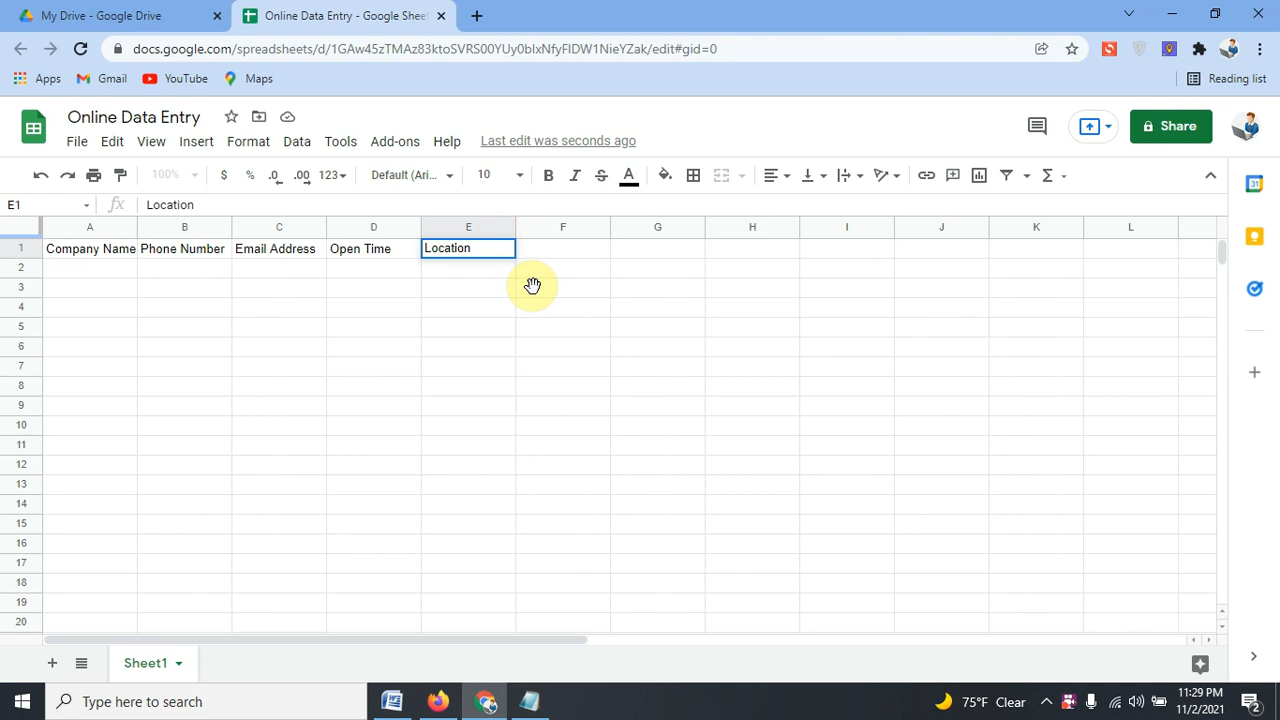 My Drive - Google Drive
Online Data Entry - Google Shee
docs.google.com/spreadsheets/d/1GAw45zTMAz83ktoSVRS00YUy0blxNfyFIDW1NieYZak/edit#gid=0
Apps Gmail YouTube Maps Reading list
Online Data Entry
Share
File Edit View Insert Format Data Tools Add-ons Help Last edit was seconds ago
100% $ % .0 .00 123 Default (Ari... 10 B I S A Σ
E1 fx Location
A B C D E F G H I J K L
1 Company Name Phone Number Email Address Open Time Location
2
3
4
5
6
7
8
9
10
11
12
13
14
15
16
17
18
19
20
Sheet1
Type here to search
75°F Clear
11:29 PM
11/2/2021
2
31